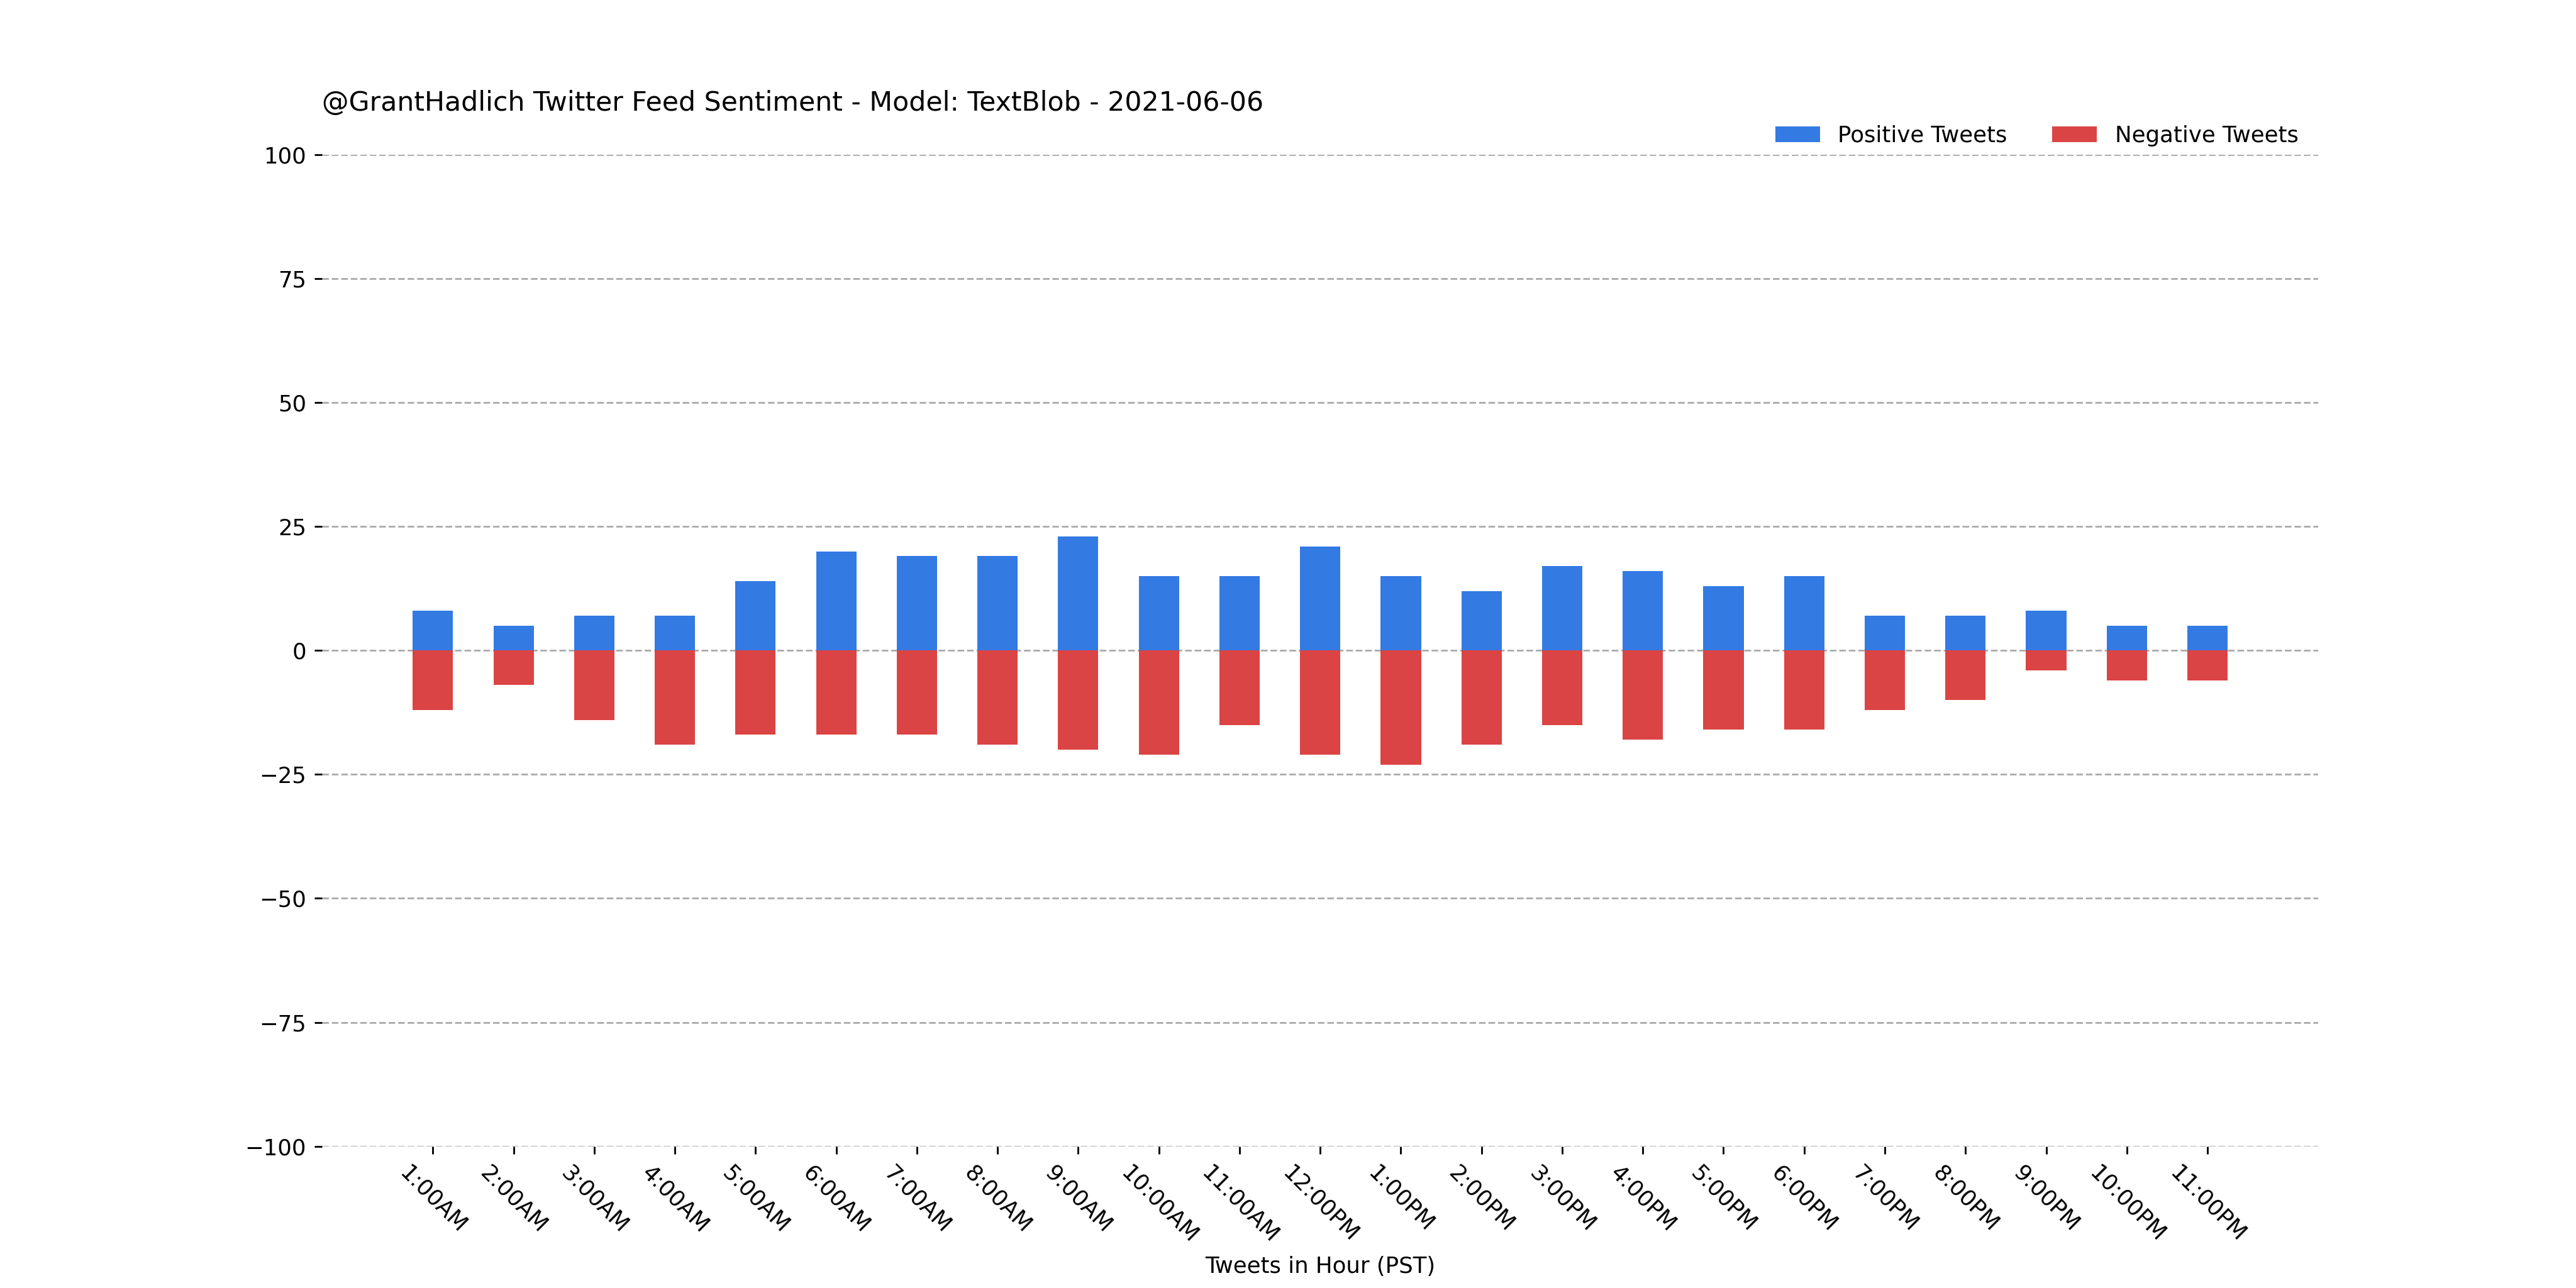 @GrantHadlich Twitter Feed Sentiment - Model: TextBlob - 2021-06-06
Positive Tweets
Negative Tweets
100
75
50
25
0
−25
−50
−75
−100
1:00AM
2:00AM
3:00AM
4:00AM
5:00AM
6:00AM
7:00AM
8:00AM
9:00AM
10:00AM
11:00AM
12:00PM
1:00PM
2:00PM
3:00PM
4:00PM
5:00PM
6:00PM
7:00PM
8:00PM
9:00PM
10:00PM
11:00PM
Tweets in Hour (PST)